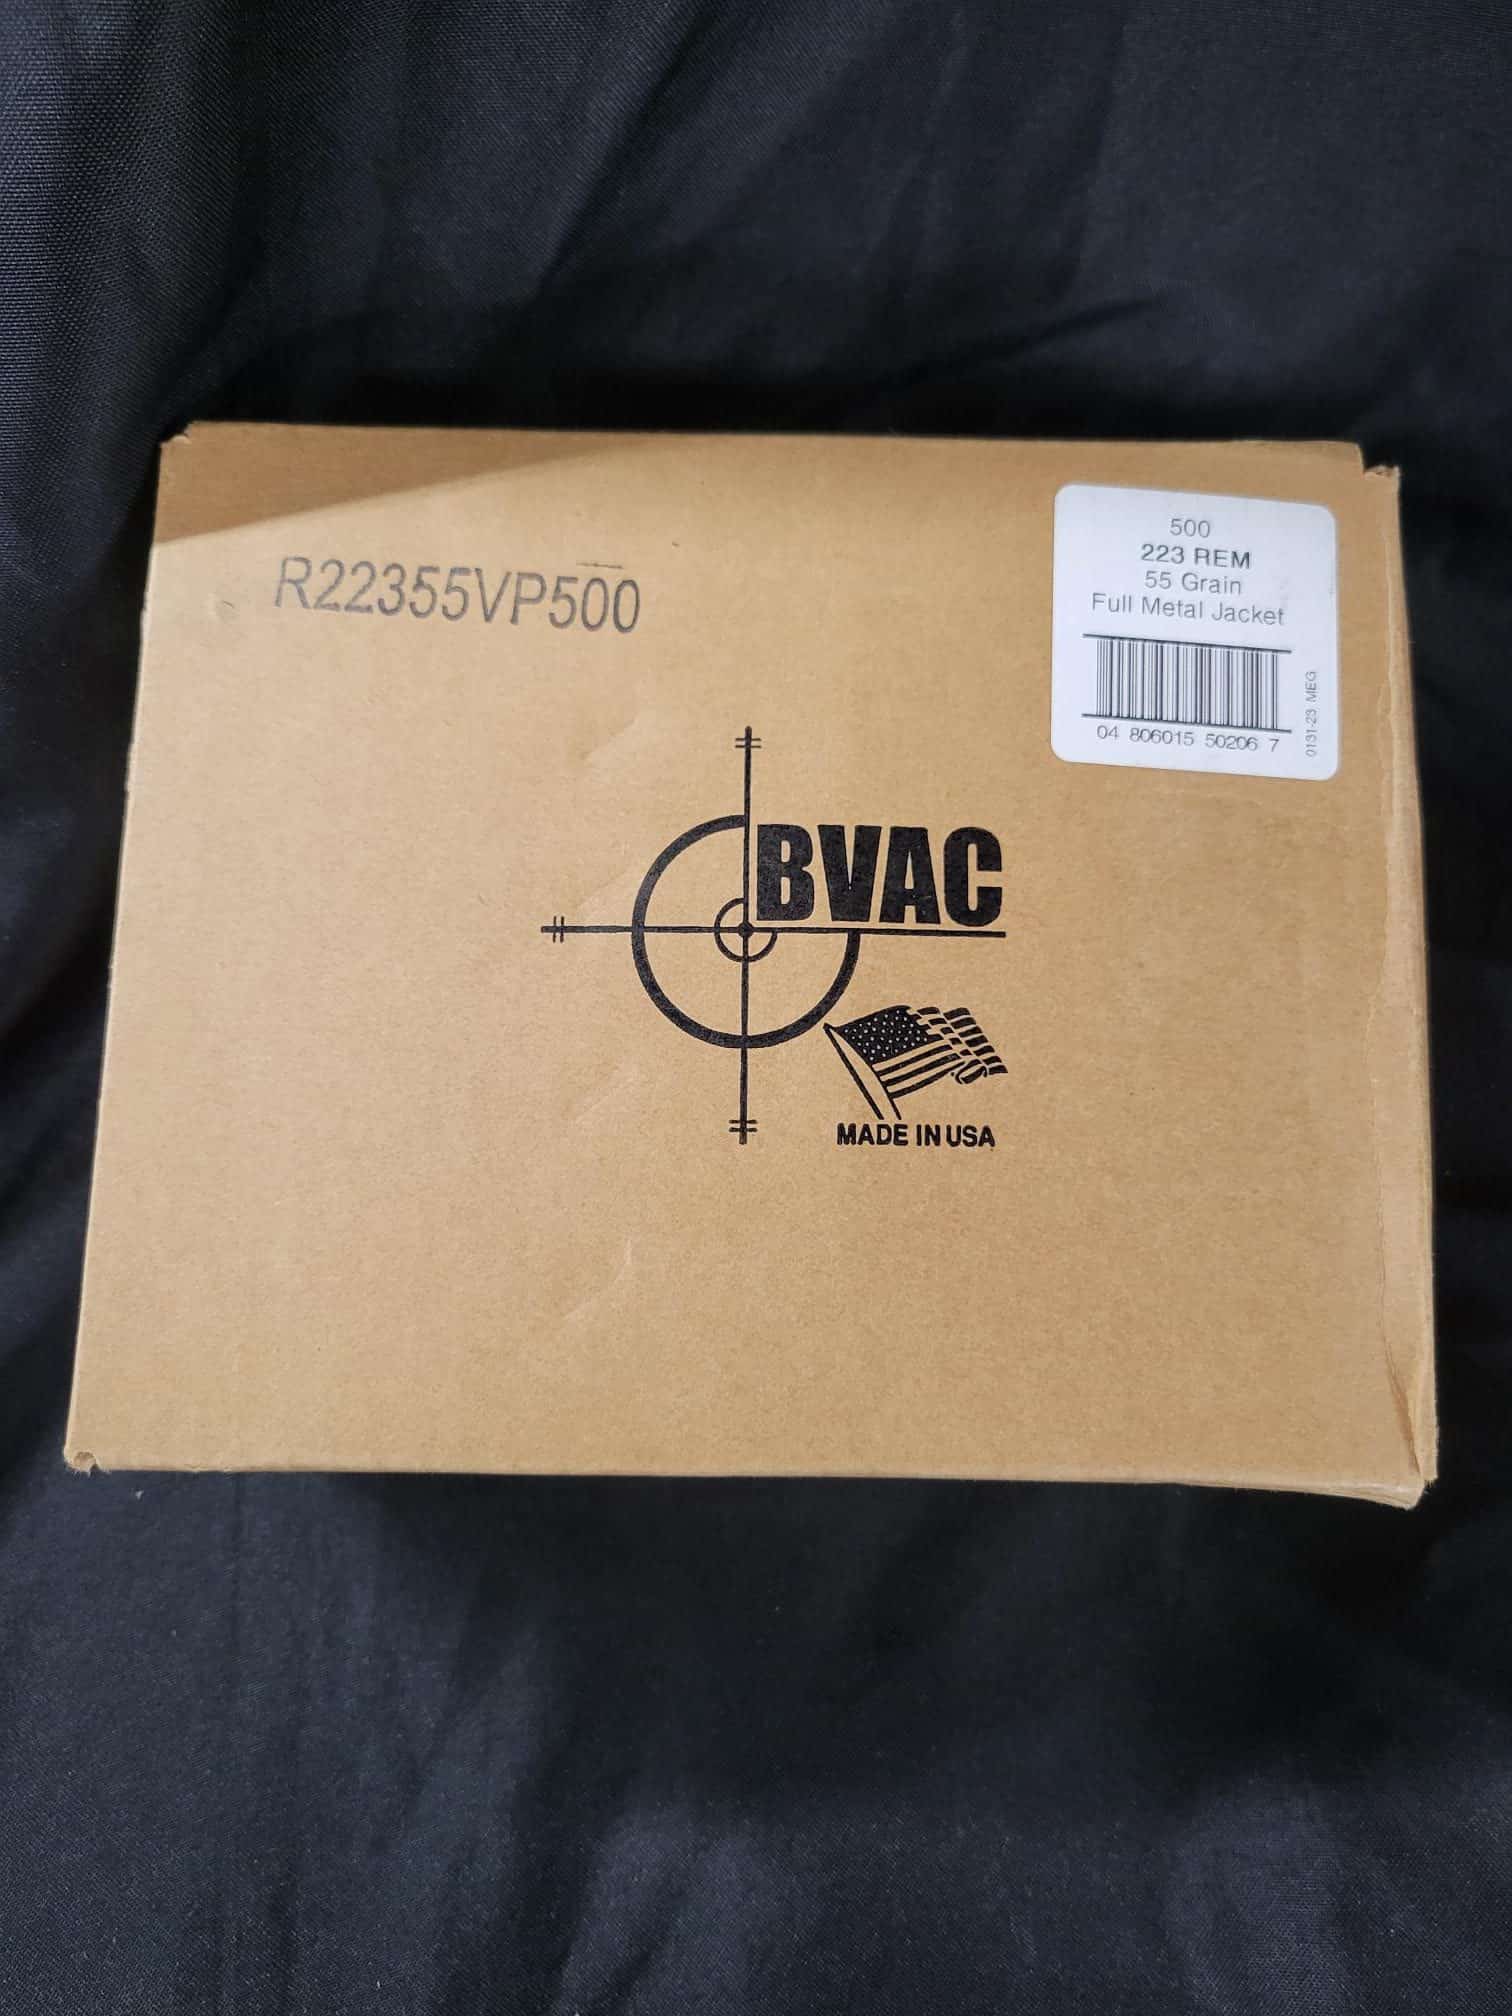 R22355VP500
500
223 REM
55 Grain
Full Metal Jacket
04 806015 50206 7
0131-23 MEG
BVAC
MADE IN USA